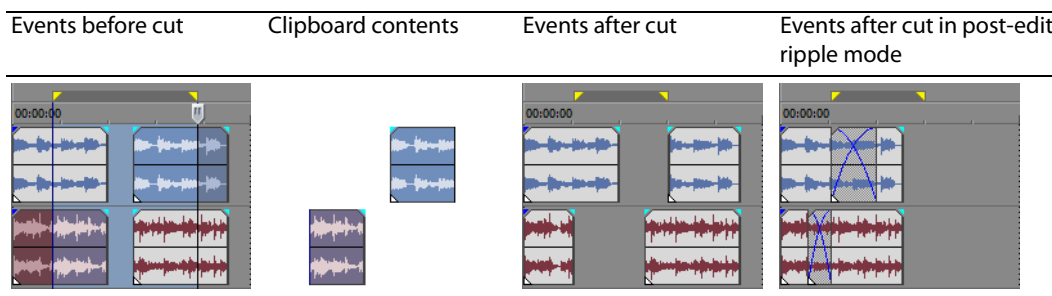 Events before cut
Clipboard contents
Events after cut
Events after cut in post-edit
ripple mode
00:00:00
00:00:00
00:00:00